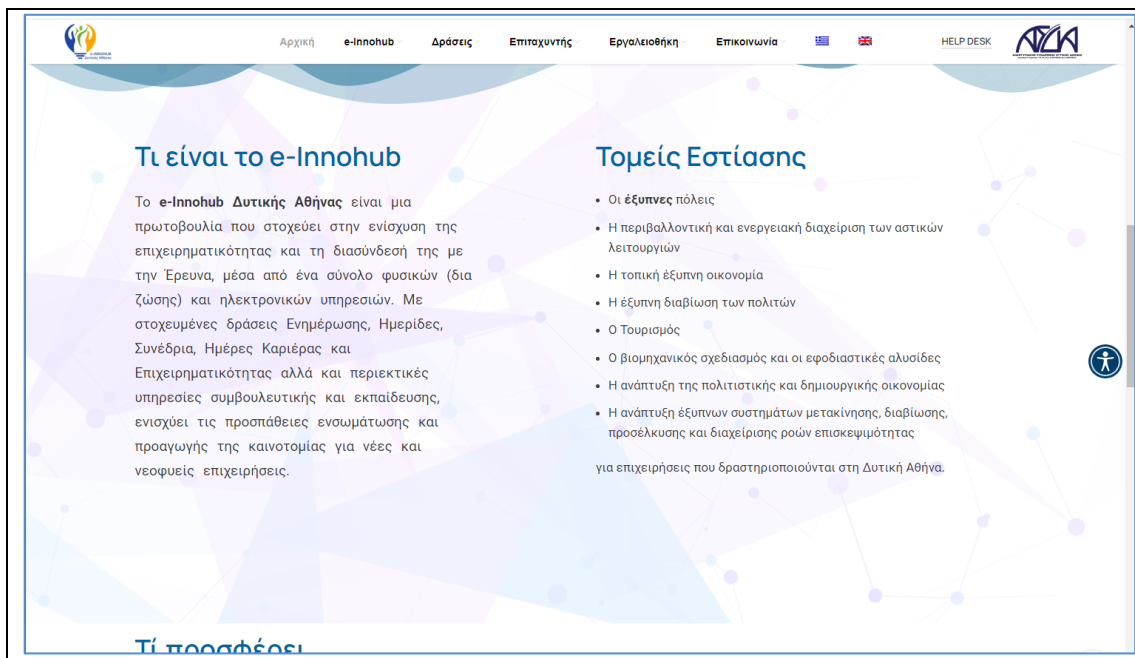 Αρχική e-Innohub Δράσεις Επιταχυντής Εργαλειοθήκη Επικοινωνία HELP DESK
e-innohub
Δυτικής Αθήνας
ΑΣΔΑ
Τι είναι το e-Innohub
Το e-Innohub Δυτικής Αθήνας είναι μια
πρωτοβουλία που στοχεύει στην ενίσχυση της
επιχειρηματικότητας και τη διασύνδεσή της με
την Έρευνα, μέσα από ένα σύνολο φυσικών (δια
ζώσης) και ηλεκτρονικών υπηρεσιών. Με
στοχευμένες δράσεις Ενημέρωσης, Ημερίδες,
Συνέδρια, Ημέρες Καριέρας και
Επιχειρηματικότητας αλλά και περιεκτικές
υπηρεσίες συμβουλευτικής και εκπαίδευσης,
ενισχύει τις προσπάθειες ενσωμάτωσης και
προαγωγής της καινοτομίας για νέες και
νεοφυείς επιχειρήσεις.
Τομείς Εστίασης
• Οι έξυπνες πόλεις
• Η περιβαλλοντική και ενεργειακή διαχείριση των αστικών
λειτουργιών
• Η τοπική έξυπνη οικονομία
• Η έξυπνη διαβίωση των πολιτών
• Ο Τουρισμός
• Ο βιομηχανικός σχεδιασμός και οι εφοδιαστικές αλυσίδες
• Η ανάπτυξη της πολιτιστικής και δημιουργικής οικονομίας
• Η ανάπτυξη έξυπνων συστημάτων μετακίνησης, διαβίωσης,
προσέλκυσης και διαχείρισης ροών επισκεψιμότητας
για επιχειρήσεις που δραστηριοποιούνται στη Δυτική Αθήνα.
Τί προσφέρει